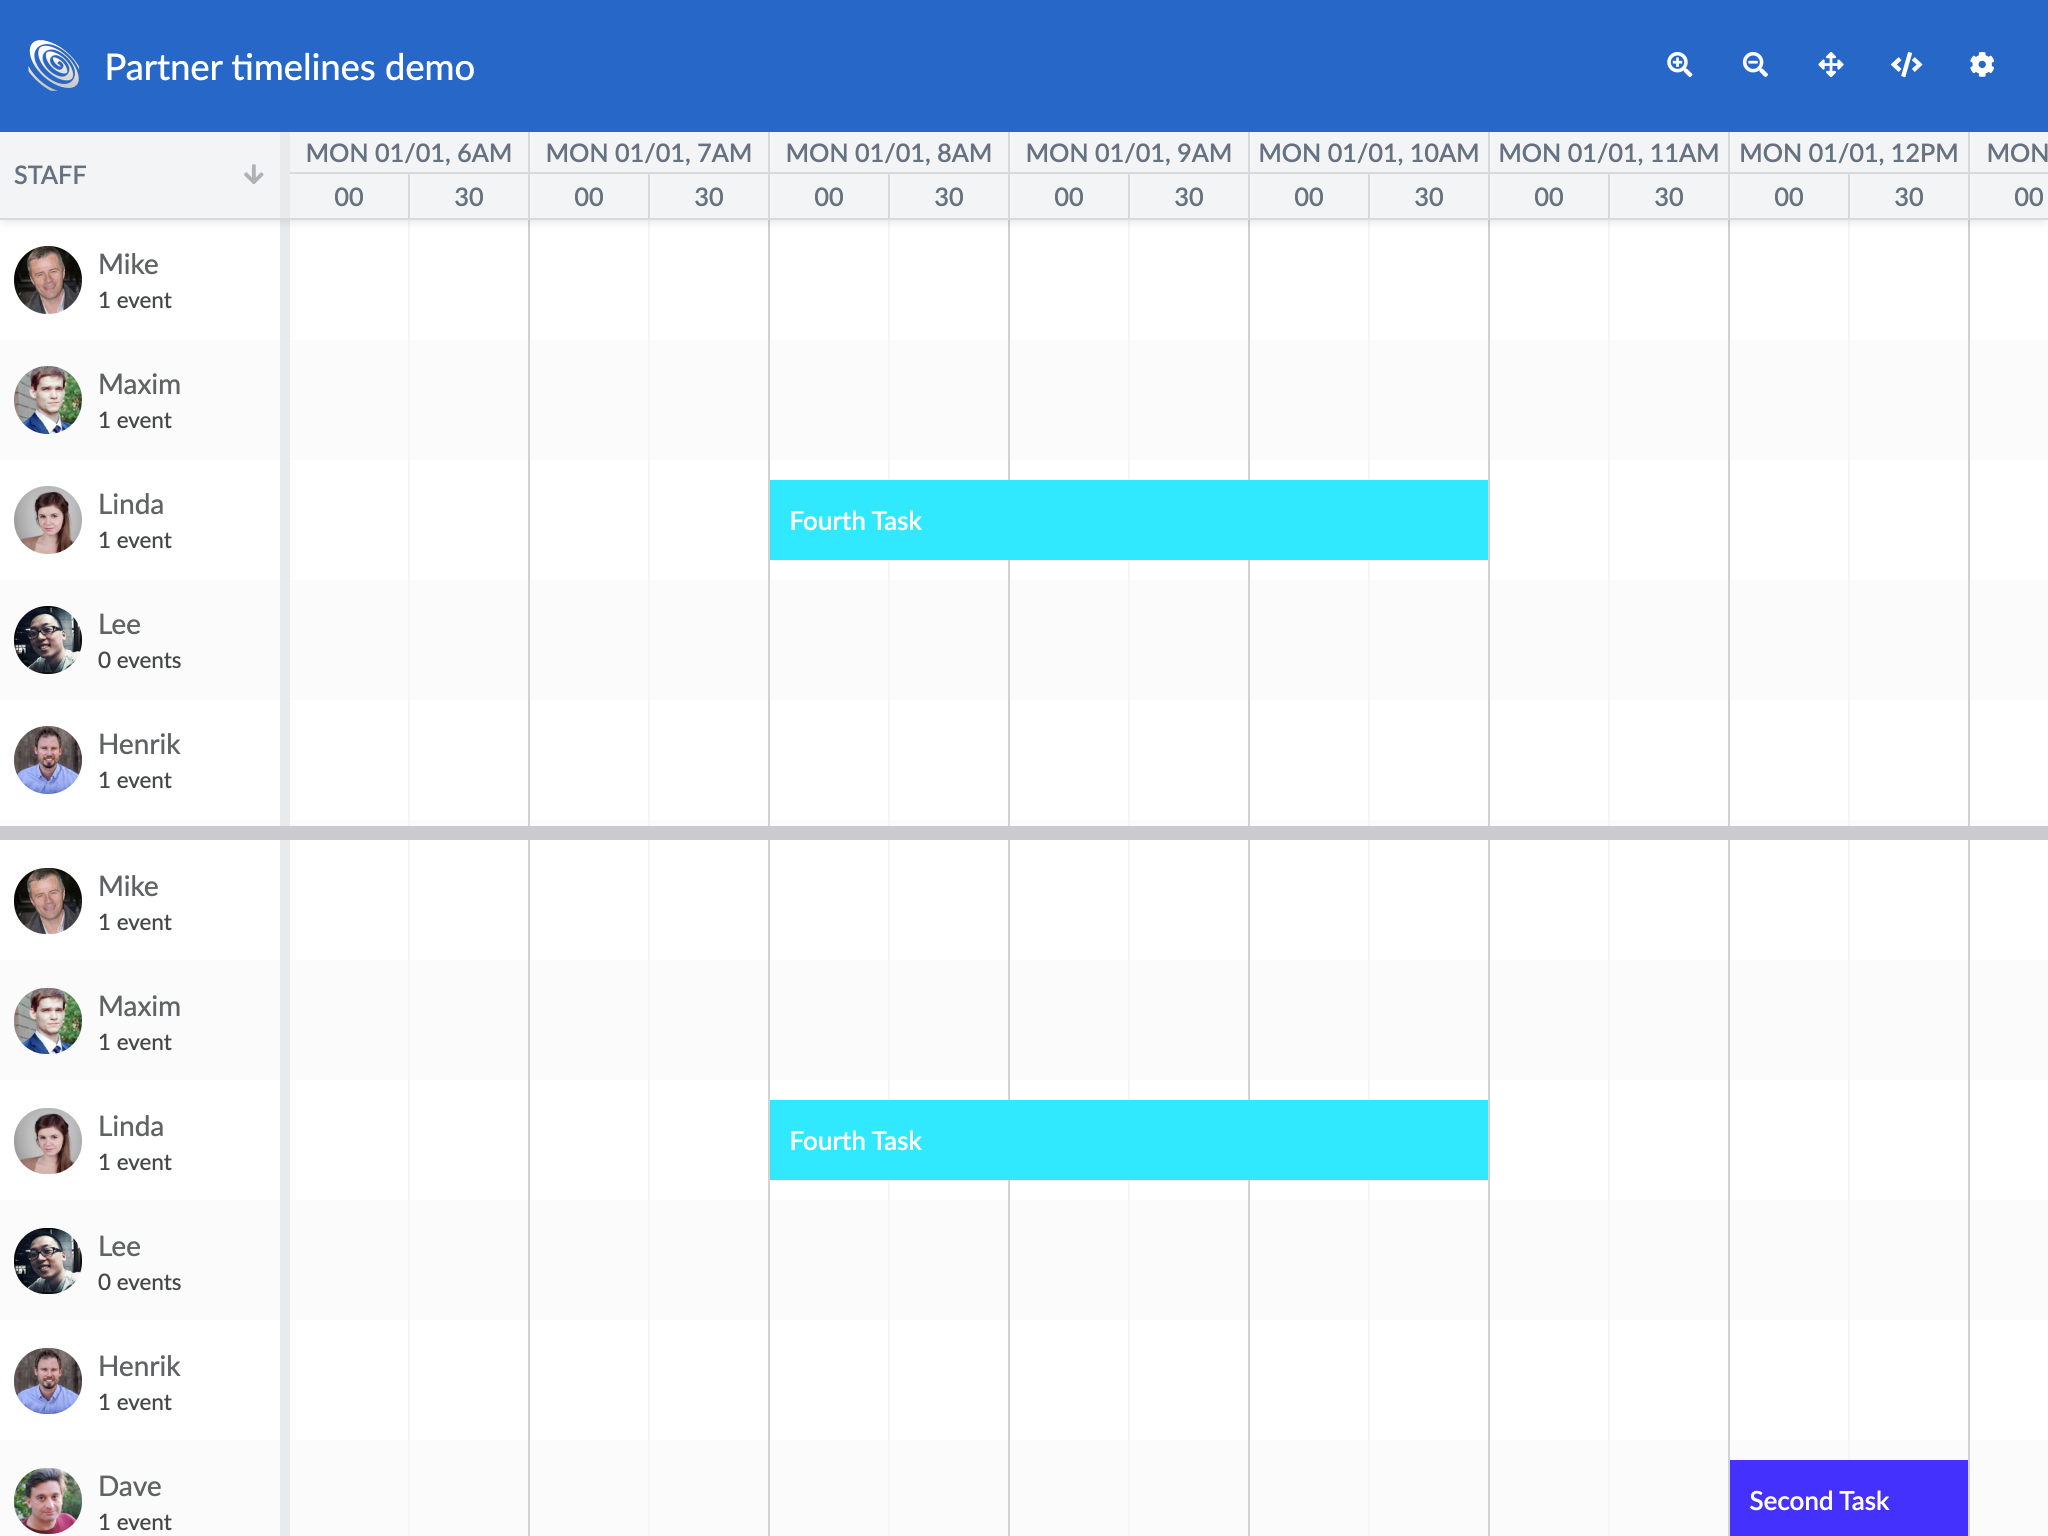 Partner timelines demo
STAFF
MON 01/01, 6AM MON 01/01, 7AM MON 01/01, 8AM MON 01/01, 9AM MON 01/01, 10AM MON 01/01, 11AM MON 01/01, 12PM MON
00 30 00 30 00 30 00 30 00 30 00 30 00 30 00
Mike
1 event
Maxim
1 event
Linda
1 event
Fourth Task
Lee
0 events
Henrik
1 event
Mike
1 event
Maxim
1 event
Linda
1 event
Fourth Task
Lee
0 events
Henrik
1 event
Dave
1 event
Second Task